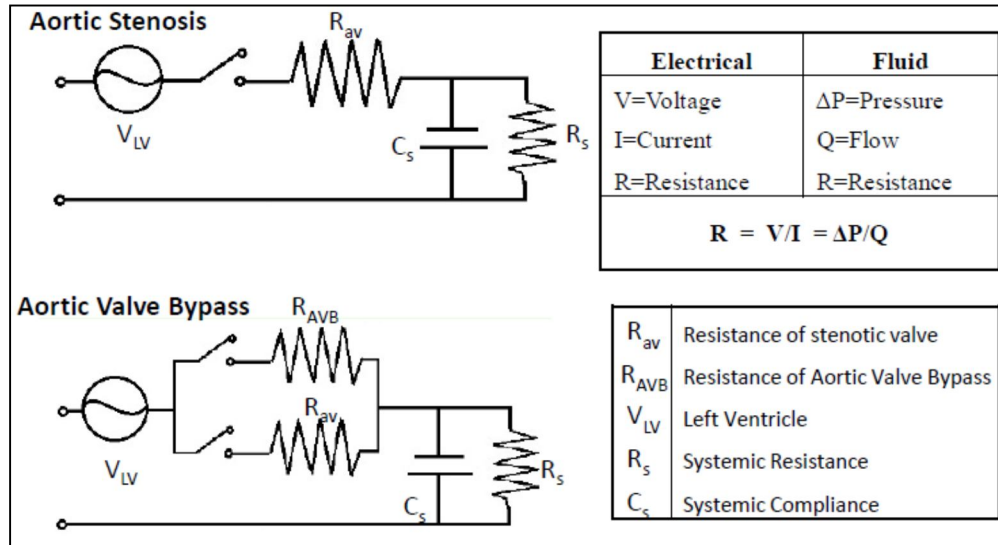 Aortic Stenosis
R_av
V_LV
C_s
R_s
Electrical Fluid
V=Voltage ΔP=Pressure
I=Current Q=Flow
R=Resistance R=Resistance
R = V/I = ΔP/Q
Aortic Valve Bypass
R_AVB
R_av
V_LV
C_s
R_s
R_av Resistance of stenotic valve
R_AVB Resistance of Aortic Valve Bypass
V_LV Left Ventricle
R_s Systemic Resistance
C_s Systemic Compliance